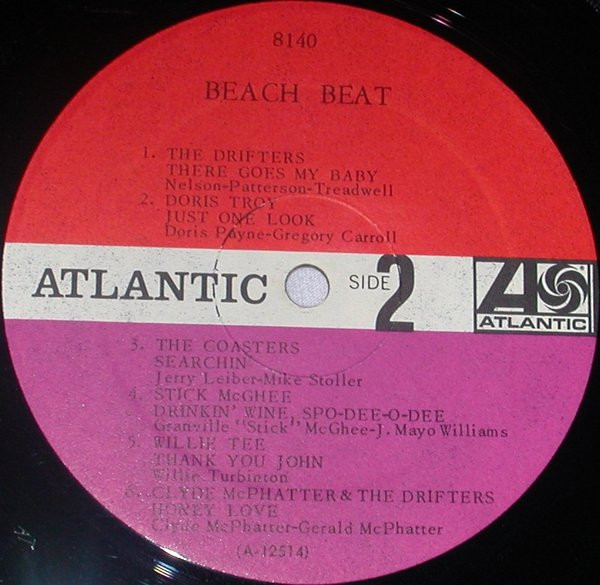 8140
BEACH BEAT
1. THE DRIFTERS
THERE GOES MY BABY
Nelson-Patterson-Treadwell
2. DORIS TROY
JUST ONE LOOK
Doris Payne-Gregory Carroll
ATLANTIC SIDE 2 ATLANTIC
3. THE COASTERS
SEARCHIN'
Jerry Leiber-Mike Stoller
4. STICK McGHEE
DRINKIN' WINE, SPO-DEE-O-DEE
Granville "Stick" McGhee-J. Mayo Williams
5. WILLIE TEE
THANK YOU JOHN
Willie Turbinton
6. CLYDE McPHATTER & THE DRIFTERS
HONEY LOVE
Clyde McPhatter-Gerald McPhatter
(A-12514)
AT